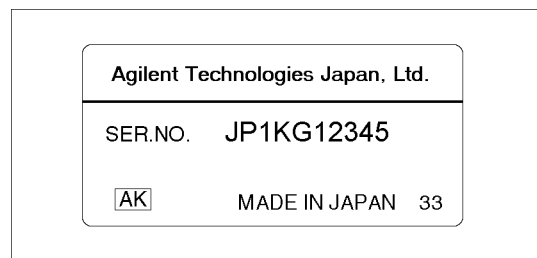 Agilent Technologies Japan, Ltd.
SER.NO. JP1KG12345
AK MADE IN JAPAN 33